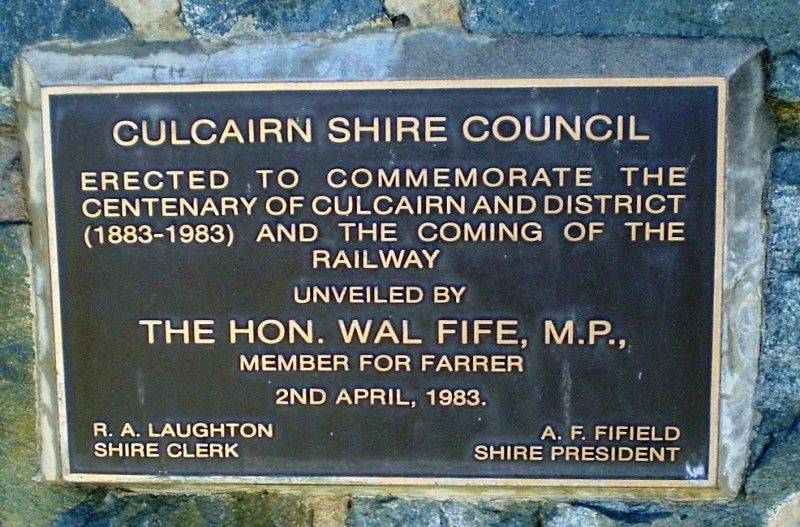 CULCAIRN SHIRE COUNCIL
ERECTED TO COMMEMORATE THE
CENTENARY OF CULCAIRN AND DISTRICT
(1883-1983) AND THE COMING OF THE
RAILWAY
UNVEILED BY
THE HON. WAL FIFE, M.P.,
MEMBER FOR FARRER
2ND APRIL, 1983.
R. A. LAUGHTON
SHIRE CLERK
A. F. FIFIELD
SHIRE PRESIDENT